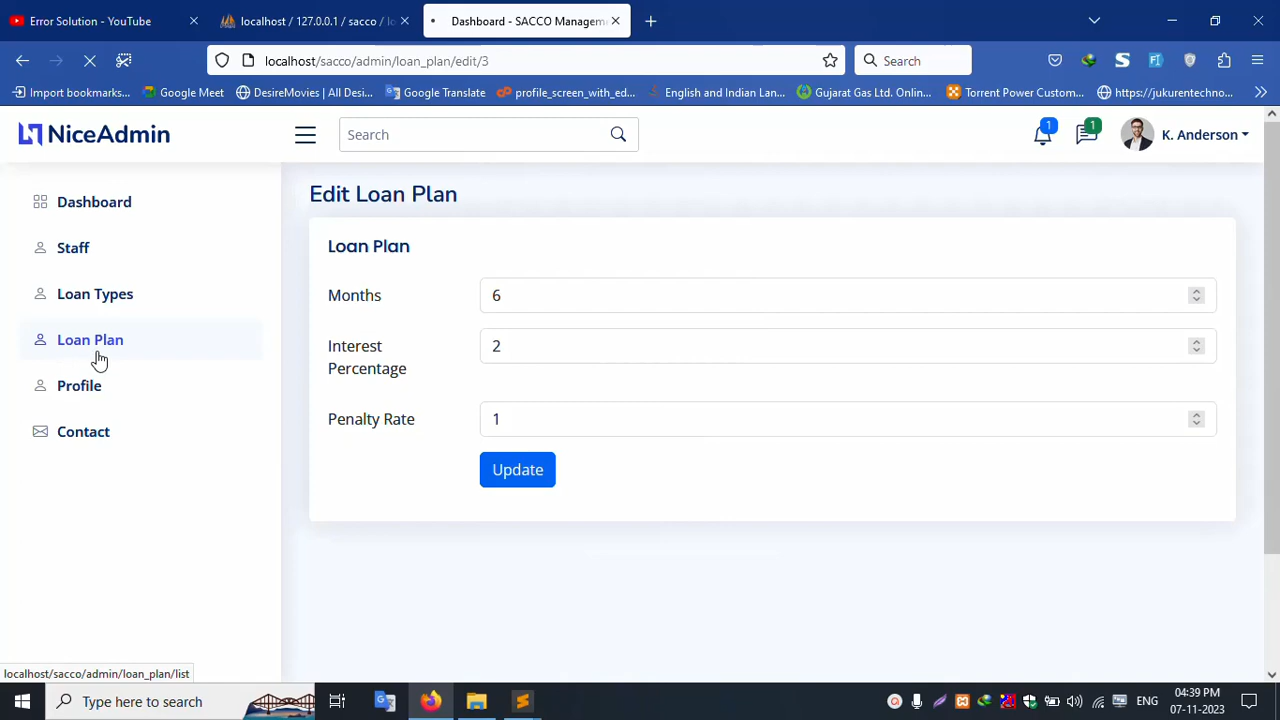 Error Solution - YouTube
localhost / 127.0.0.1 / sacco / lo
Dashboard - SACCO Managem
localhost/sacco/admin/loan_plan/edit/3
Search
Import bookmarks...
Google Meet
DesireMovies | All Desi...
Google Translate
profile_screen_with_ed...
English and Indian Lan...
Gujarat Gas Ltd. Onlin...
Torrent Power Custom...
https://jukurentechno...
NiceAdmin
Search
1
1
K. Anderson
Dashboard
Staff
Loan Types
Loan Plan
Profile
Contact
Edit Loan Plan
Loan Plan
Months
6
Interest
Percentage
2
Penalty Rate
1
Update
localhost/sacco/admin/loan_plan/list
Type here to search
ENG
04:39 PM
07-11-2023